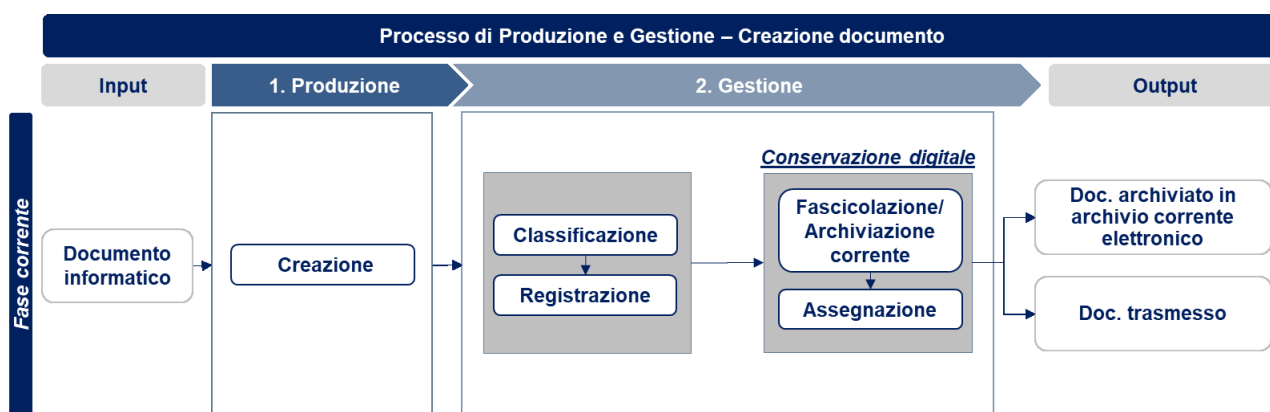 Processo di Produzione e Gestione – Creazione documento
Input
1. Produzione
2. Gestione
Output
Fase corrente
Documento
informatico
Creazione
Classificazione
Registrazione
Conservazione digitale
Fascicolazione/
Archiviazione
corrente
Assegnazione
Doc. archiviato in
archivio corrente
elettronico
Doc. trasmesso